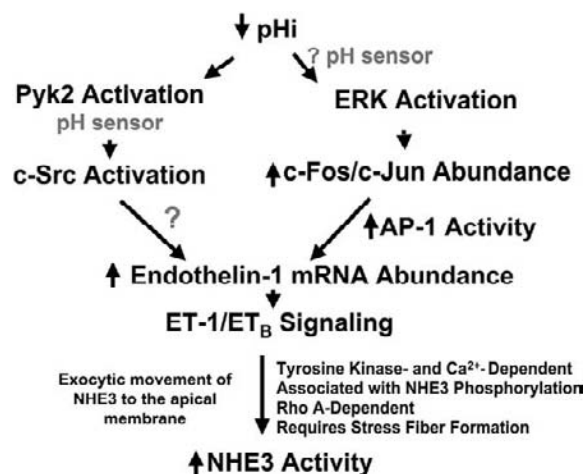 pHi
? pH sensor
Pyk2 Activation
pH sensor
ERK Activation
c-Src Activation
c-Fos/c-Jun Abundance
?
AP-1 Activity
Endothelin-1 mRNA Abundance
ET-1/ET_B Signaling
Exocytic movement of
NHE3 to the apical
membrane
Tyrosine Kinase- and Ca²⁺- Dependent
Associated with NHE3 Phosphorylation
Rho A-Dependent
Requires Stress Fiber Formation
NHE3 Activity